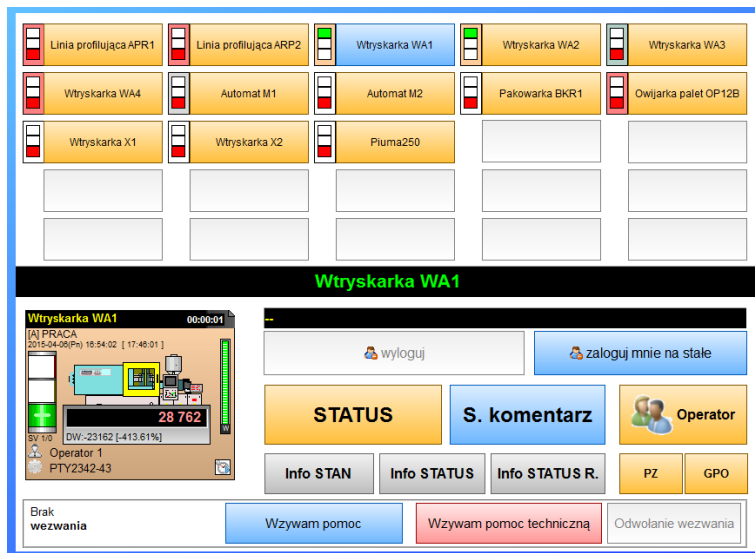 Linia profilująca APR1
Linia profilująca ARP2
Wtryskarka WA1
Wtryskarka WA2
Wtryskarka WA3
Wtryskarka WA4
Automat M1
Automat M2
Pakowarka BKR1
Owijarka palet OP12B
Wtryskarka X1
Wtryskarka X2
Piuma250
Wtryskarka WA1
Wtryskarka WA1 00:00:01
[A] PRACA
2015-04-06(Pn) 16:54:02 [ 17:46:01 ]
28 762
SV 1/0 DW:-23162 [-413.61%] W
Operator 1
PTY2342-43
--
wyloguj
zaloguj mnie na stałe
STATUS
S. komentarz
Operator
Info STAN
Info STATUS
Info STATUS R.
PZ
GPO
Brak
wezwania
Wzywam pomoc
Wzywam pomoc techniczną
Odwołanie wezwania